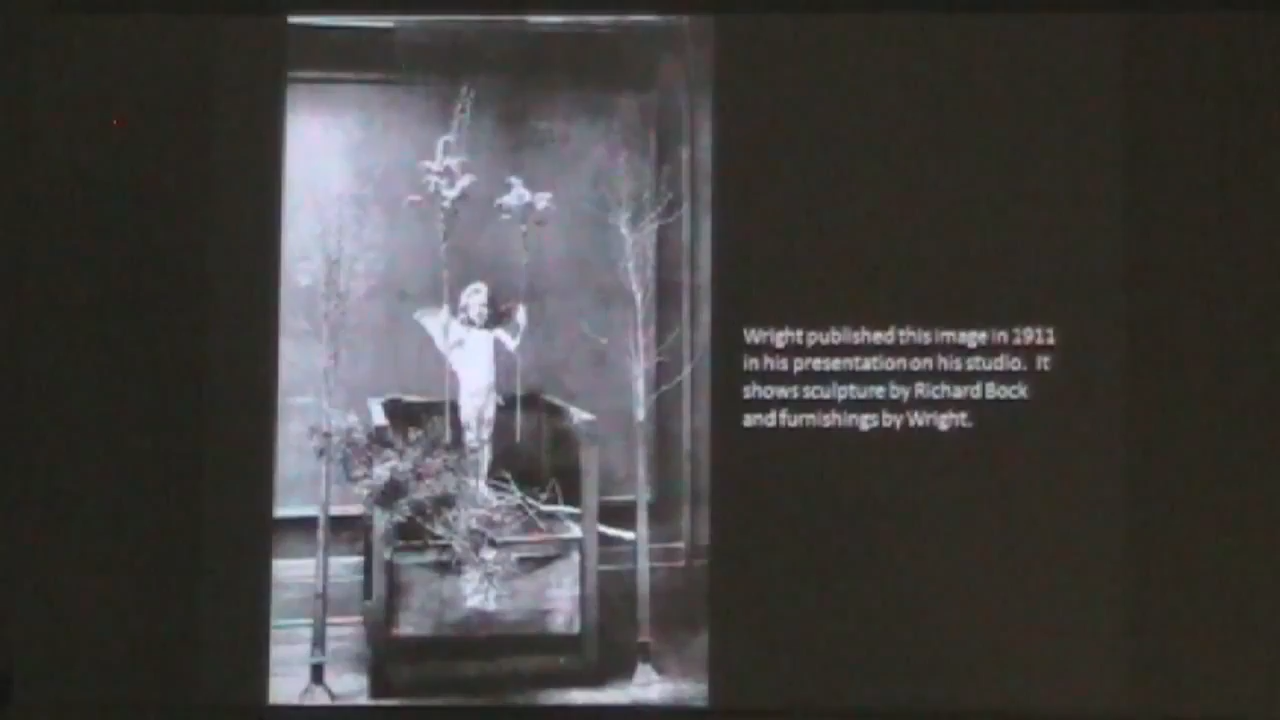 Wright published this image in 1911
in his presentation on his studio. It
shows sculpture by Richard Bock
and furnishings by Wright.